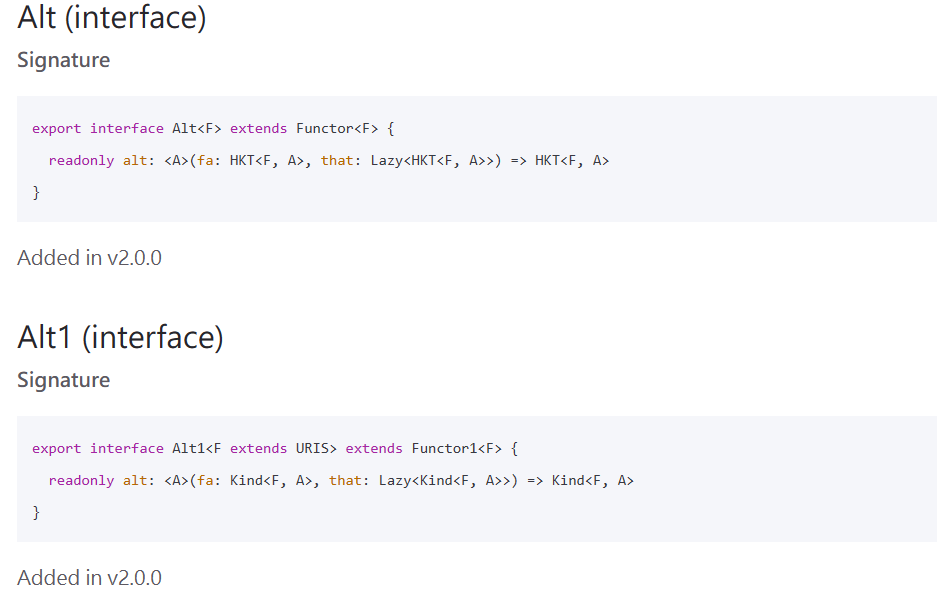 Alt (interface)
Signature
export interface Alt<F> extends Functor<F> {
  readonly alt: <A>(fa: HKT<F, A>, that: Lazy<HKT<F, A>>) => HKT<F, A>
}
Added in v2.0.0
Alt1 (interface)
Signature
export interface Alt1<F extends URIS> extends Functor1<F> {
  readonly alt: <A>(fa: Kind<F, A>, that: Lazy<Kind<F, A>>) => Kind<F, A>
}
Added in v2.0.0